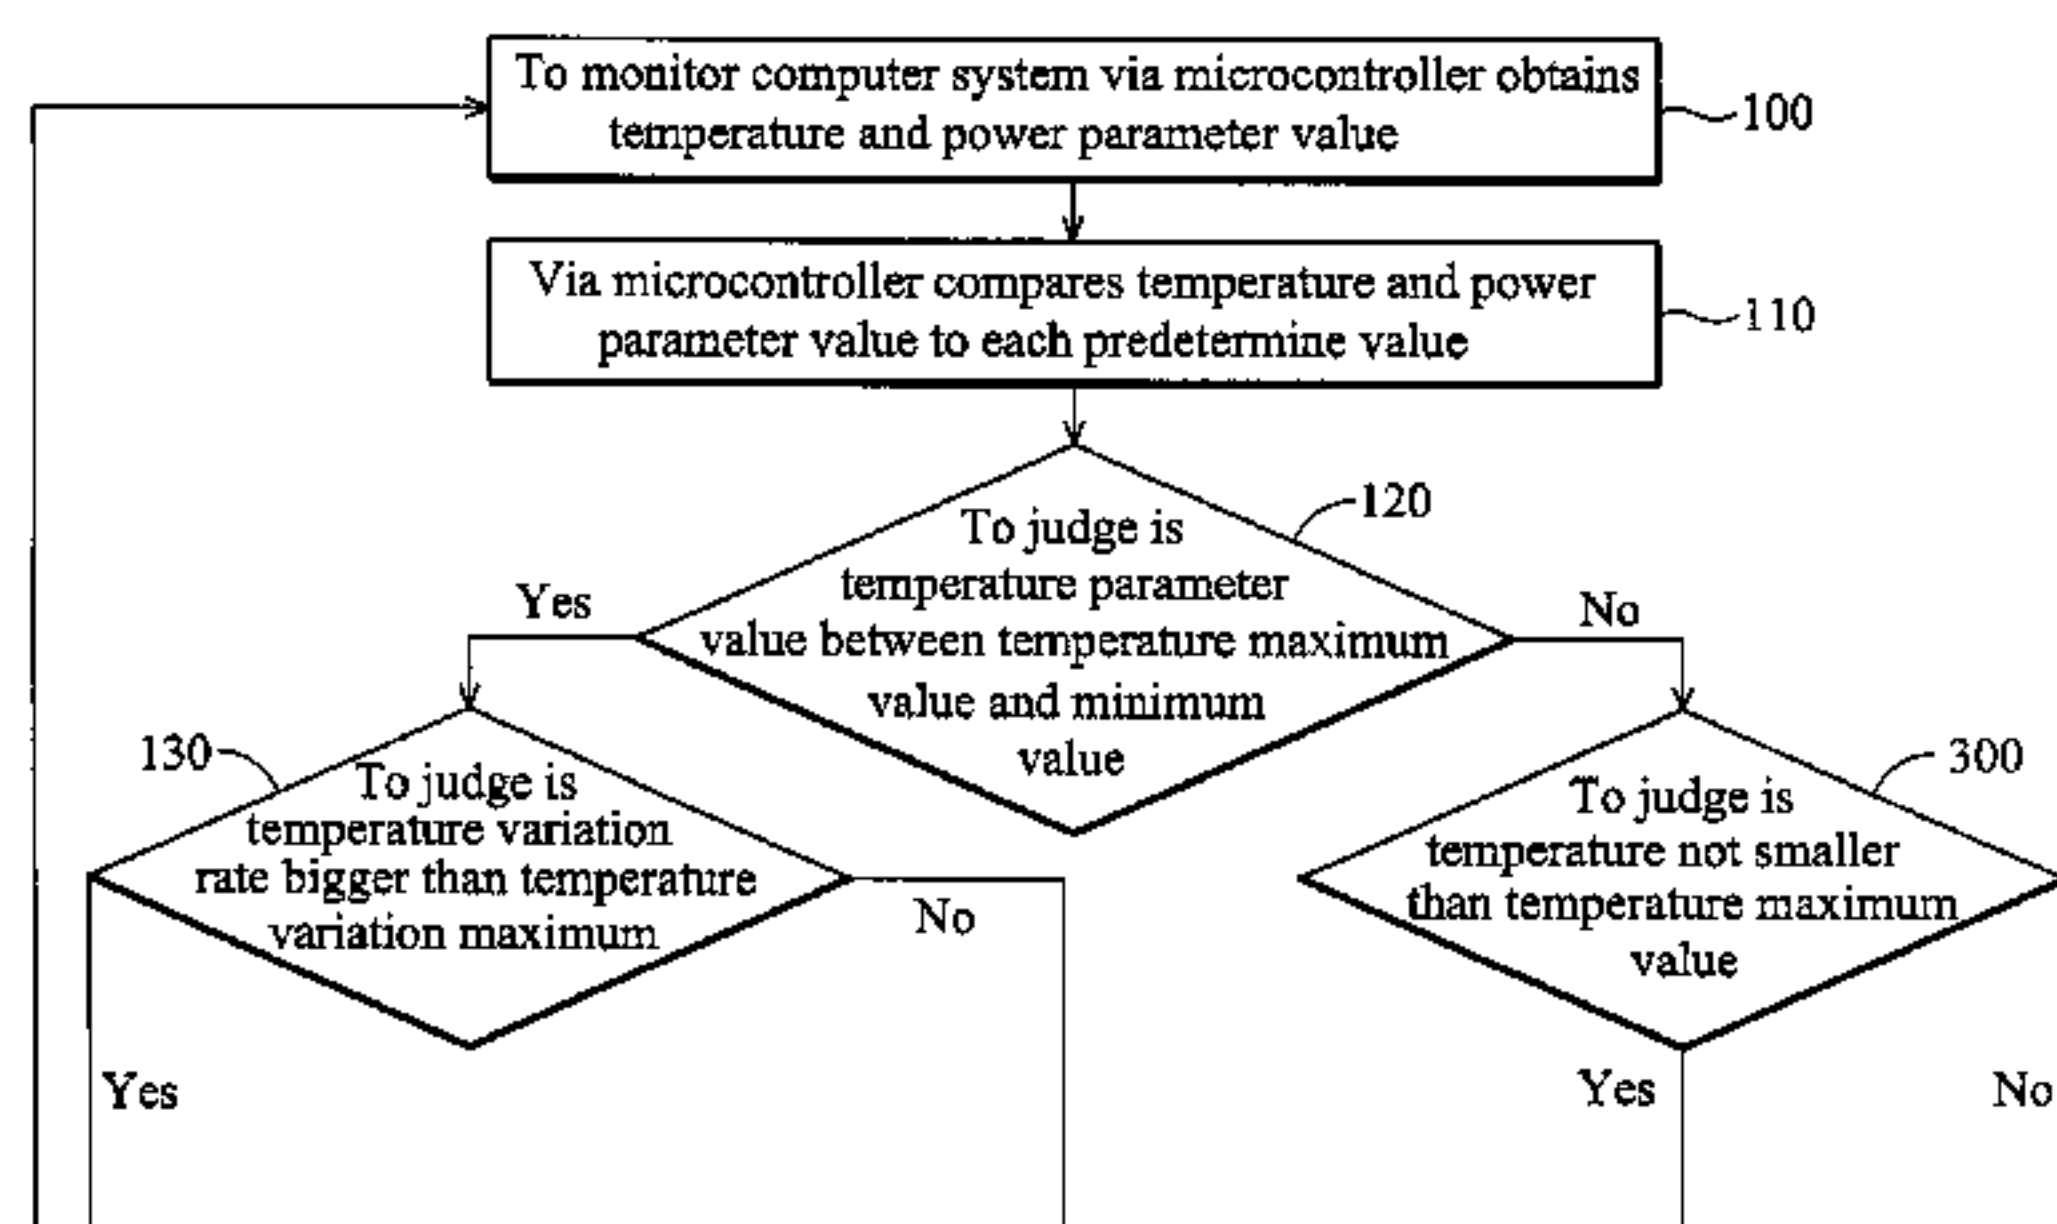 To monitor computer system via microcontroller obtains
temperature and power parameter value
100
Via microcontroller compares temperature and power
parameter value to each predetermine value
110
To judge is
temperature parameter
value between temperature maximum
value and minimum
value
120
Yes
No
130
To judge is
temperature variation
rate bigger than temperature
variation maximum
No
Yes
300
To judge is
temperature not smaller
than temperature maximum
value
Yes
No